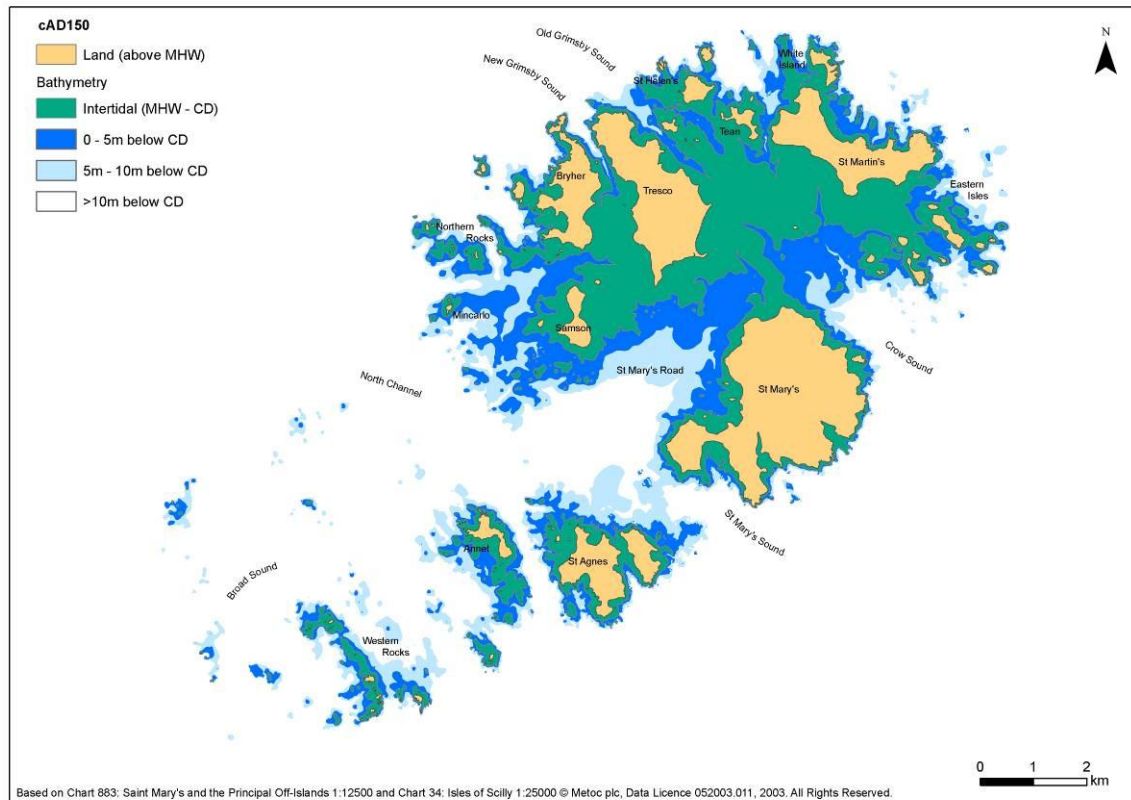 cAD150
Land (above MHW)
Bathymetry
Intertidal (MHW - CD)
0 - 5m below CD
5m - 10m below CD
>10m below CD
N
Old Grimsby Sound
New Grimsby Sound
White
Island
St Helen's
Tean
St Martin's
Bryher
Tresco
Eastern
Isles
Northern
Rocks
Mincarlo
Samson
St Mary's Road
Crow Sound
North Channel
St Mary's
St Mary's Sound
Annet
St Agnes
Broad Sound
Western
Rocks
0 1 2
km
Based on Chart 883: Saint Mary's and the Principal Off-Islands 1:12500 and Chart 34: Isles of Scilly 1:25000 © Metoc plc, Data Licence 052003.011, 2003. All Rights Reserved.